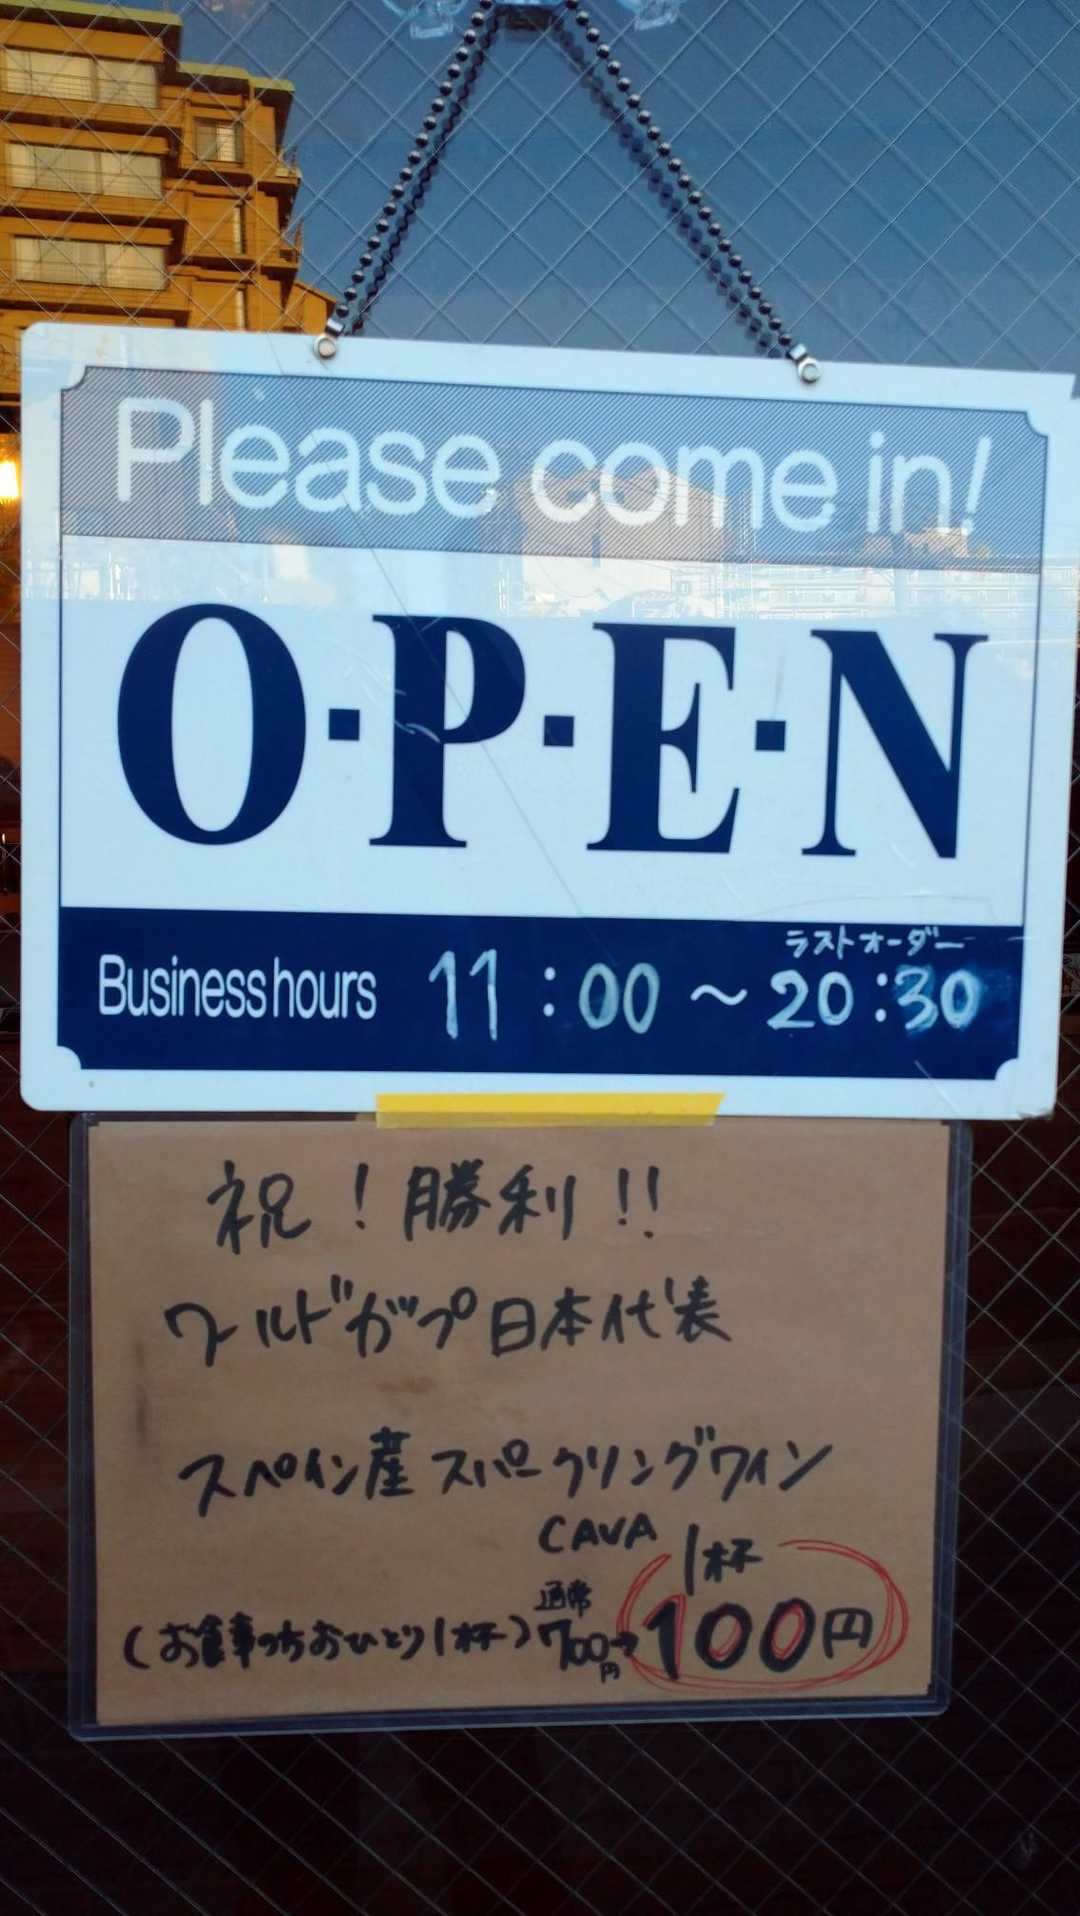 Please come in!
O·P·E·N
ラストオーダー
Business hours 11:00～20:30
祝！勝利!!
ワールドカップ日本代表
スペイン産スパークリングワイン
CAVA 1杯
(お食事の方おひとり1杯) 通常700円→100円